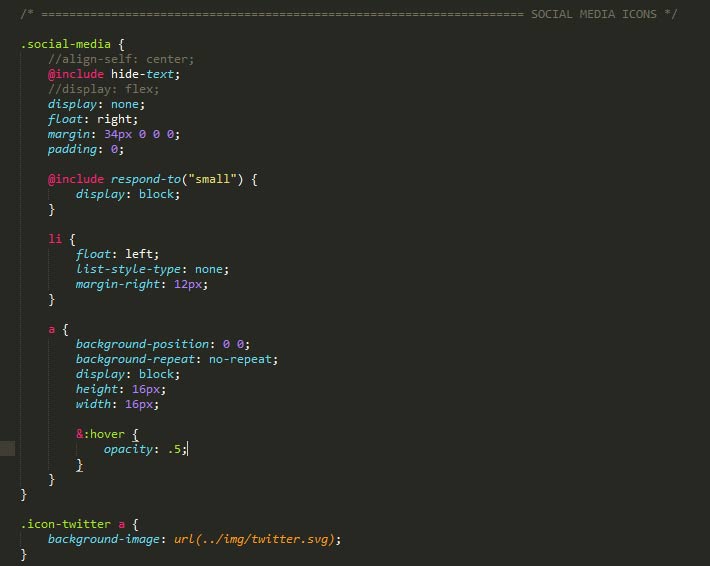 /* ====================================================================== SOCIAL MEDIA ICONS */
.social-media {
    //align-self: center;
    @include hide-text;
    //display: flex;
    display: none;
    float: right;
    margin: 34px 0 0 0;
    padding: 0;
    @include respond-to("small") {
        display: block;
    }
    li {
        float: left;
        list-style-type: none;
        margin-right: 12px;
    }
    a {
        background-position: 0 0;
        background-repeat: no-repeat;
        display: block;
        height: 16px;
        width: 16px;
        &:hover {
            opacity: .5;
        }
    }
}
.icon-twitter a {
    background-image: url(../img/twitter.svg);
}